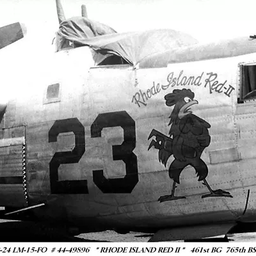 Rhode Island Red-II
23
-24 LM-15-FO # 44-49896 "RHODE ISLAND RED II" 461st BG 765th BS